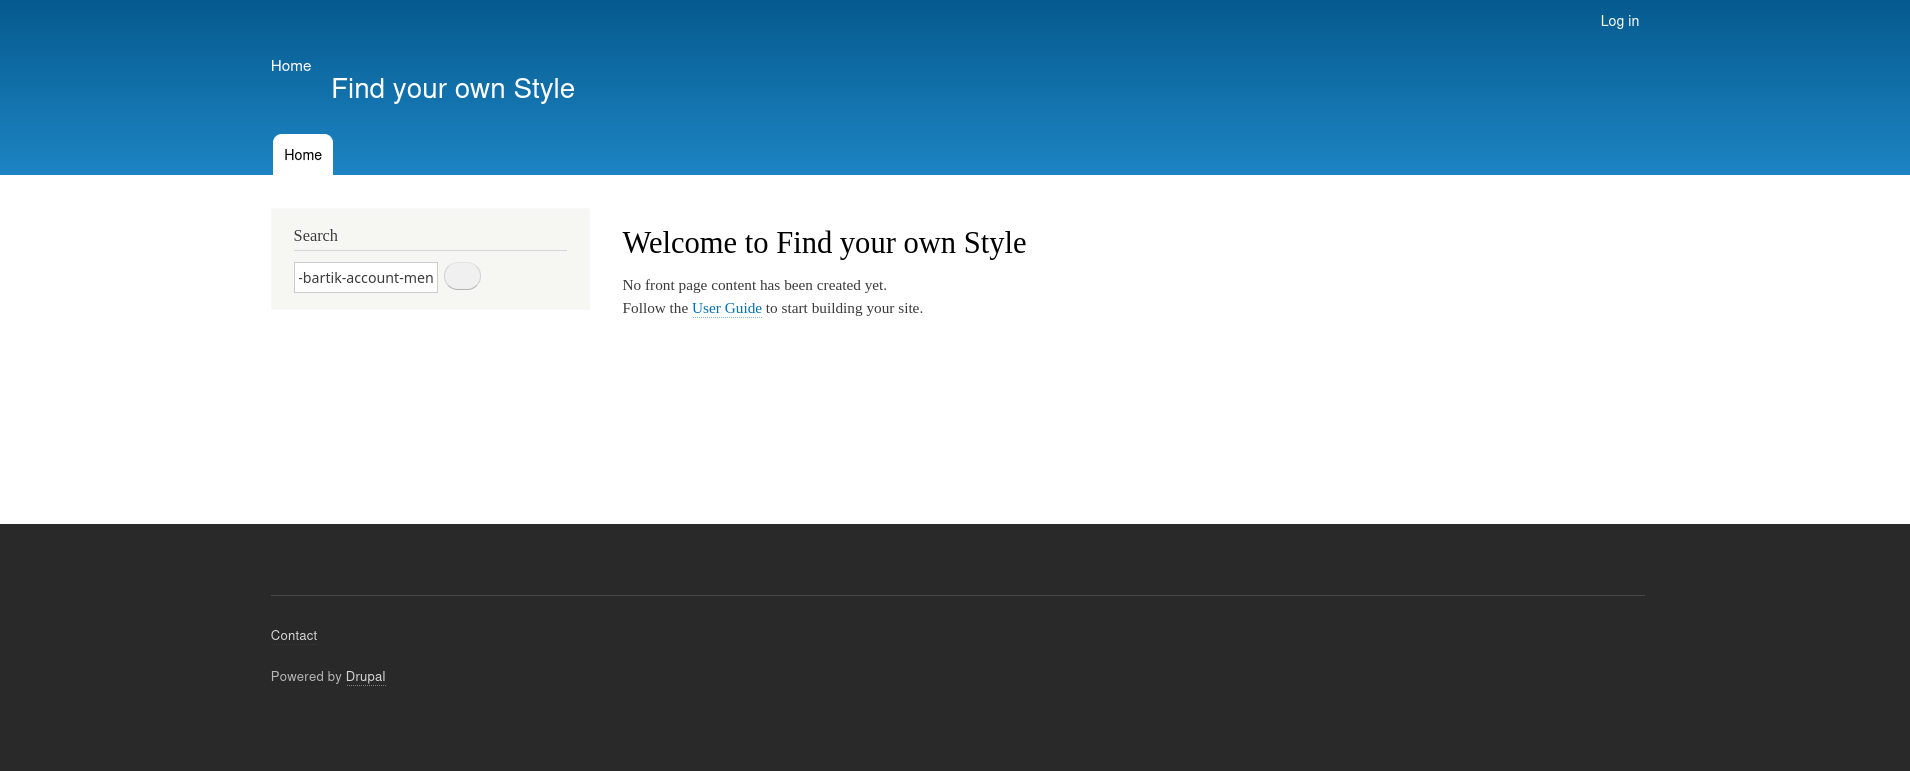 Log in
Home
Find your own Style
Home
Search
-bartik-account-men
Welcome to Find your own Style
No front page content has been created yet.
Follow the User Guide to start building your site.
Contact
Powered by Drupal